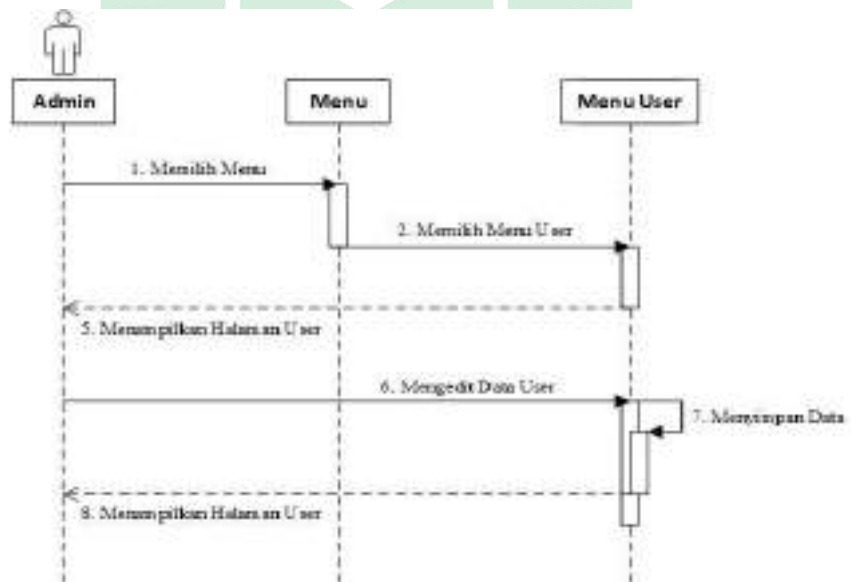 Admin
Menu
Menu User
1. Memilih Menu
2. Memilih Menu User
5. Menampilkan Halaman User
6. Mengedit Data User
7. Menyimpan Data
8. Menampilkan Halaman User